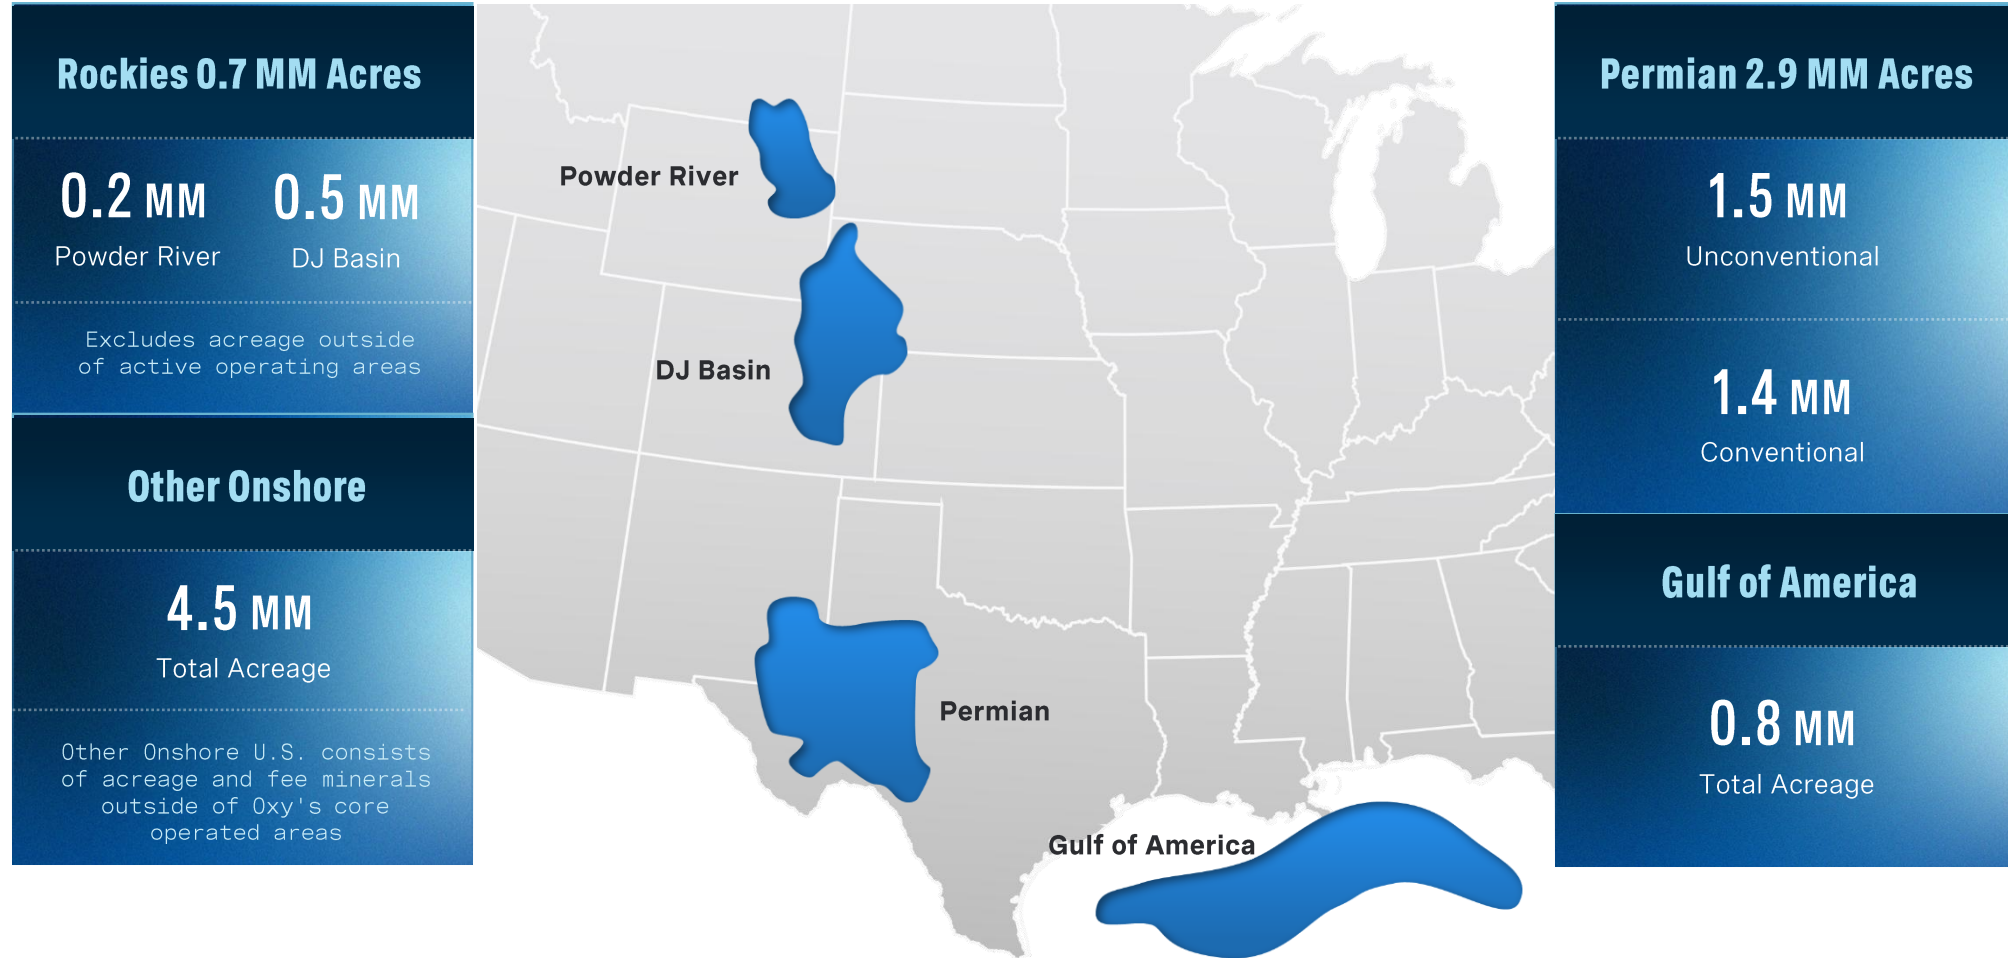 Rockies 0.7 MM Acres
0.2 MM
Powder River
0.5 MM
DJ Basin
Excludes acreage outside
of active operating areas
Other Onshore
4.5 MM
Total Acreage
Other Onshore U.S. consists
of acreage and fee minerals
outside of Oxy's core
operated areas
Powder River
DJ Basin
Permian
Gulf of America
Permian 2.9 MM Acres
1.5 MM
Unconventional
1.4 MM
Conventional
Gulf of America
0.8 MM
Total Acreage